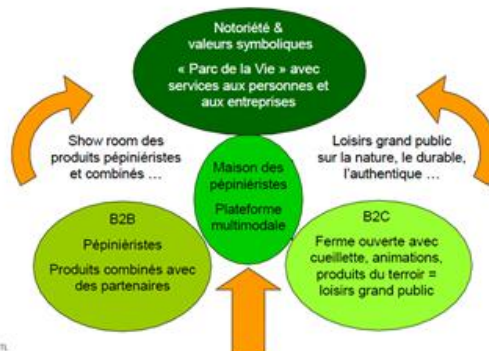 Notoriété &
valeurs symboliques
« Parc de la Vie » avec
services aux personnes et
aux entreprises
Show room des
produits pépiniéristes
et combinés ...
Loisirs grand public
sur la nature, le durable,
l'authentique ...
Maison des
pépiniéristes
Plateforme
multimodale
B2B
Pépiniéristes
Produits combinés avec
des partenaires
B2C
Ferme ouverte avec
cueillette, animations,
produits du terroir =
loisirs grand public